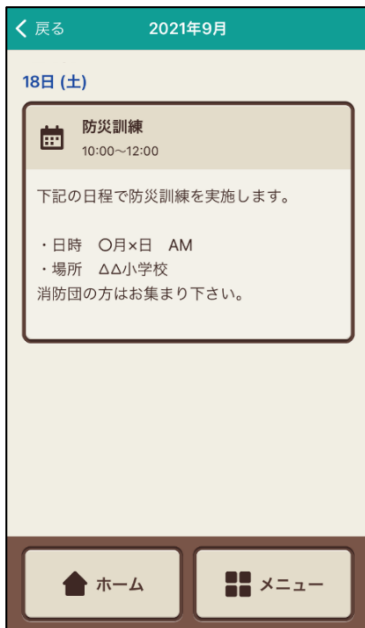 戻る 2021年9月
18日 (土)
防災訓練
10:00～12:00
下記の日程で防災訓練を実施します。
・日時　〇月×日　AM
・場所　△△小学校
消防団の方はお集まり下さい。
ホーム メニュー